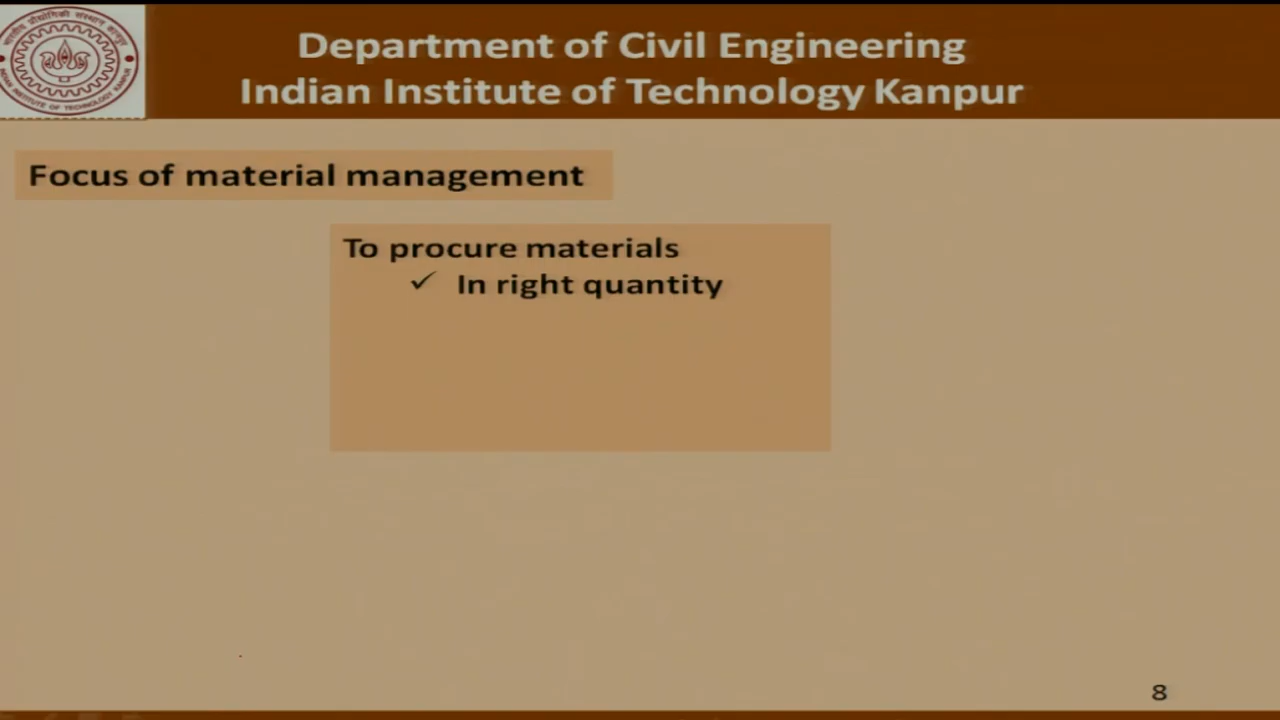 Department of Civil Engineering
Indian Institute of Technology Kanpur
Focus of material management
To procure materials
✓ In right quantity
8